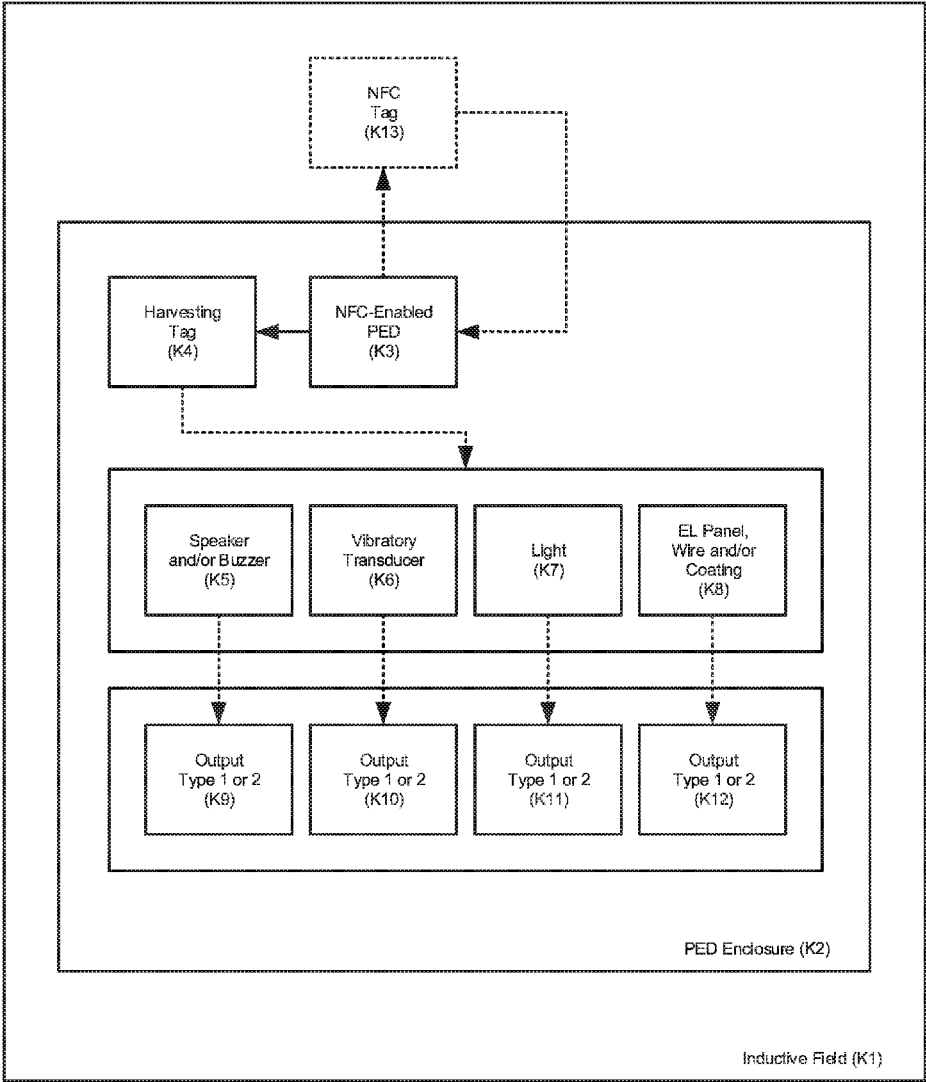 NFC
Tag
(K13)
Harvesting
Tag
(K4)
NFC-Enabled
PED
(K3)
Speaker
and/or Buzzer
(K5)
Vibratory
Transducer
(K6)
Light
(K7)
EL Panel,
Wire and/or
Coating
(K8)
Output
Type 1 or 2
(K9)
Output
Type 1 or 2
(K10)
Output
Type 1 or 2
(K11)
Output
Type 1 or 2
(K12)
PED Enclosure (K2)
Inductive Field (K1)